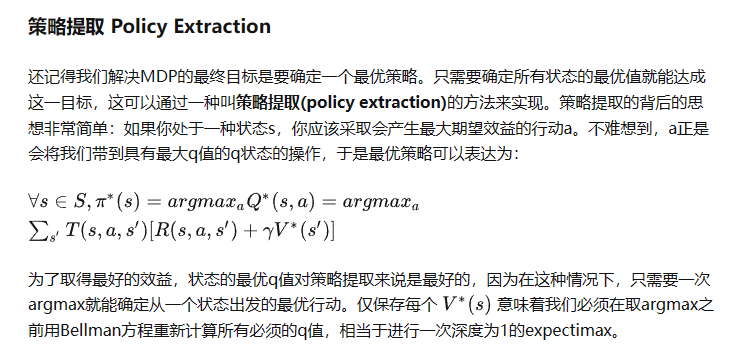 策略提取 Policy Extraction
还记得我们解决MDP的最终目标是要确定一个最优策略。只需要确定所有状态的最优值就能达成
这一目标，这可以通过一种叫策略提取(policy extraction)的方法来实现。策略提取的背后的思
想非常简单：如果你处于一种状态s，你应该采取会产生最大期望效益的行动a。不难想到，a正是
会将我们带到具有最大q值的q状态的操作，于是最优策略可以表达为：
∀s ∈ S, π*(s) = argmaxₐQ*(s, a) = argmaxₐ
∑ₛ′ T(s, a, s′)[R(s, a, s′) + γV*(s′)]
为了取得最好的效益，状态的最优q值对策略提取来说是最好的，因为在这种情况下，只需要一次
argmax就能确定从一个状态出发的最优行动。仅保存每个 V*(s) 意味着我们必须在取argmax之
前用Bellman方程重新计算所有必须的q值，相当于进行一次深度为1的expectimax。